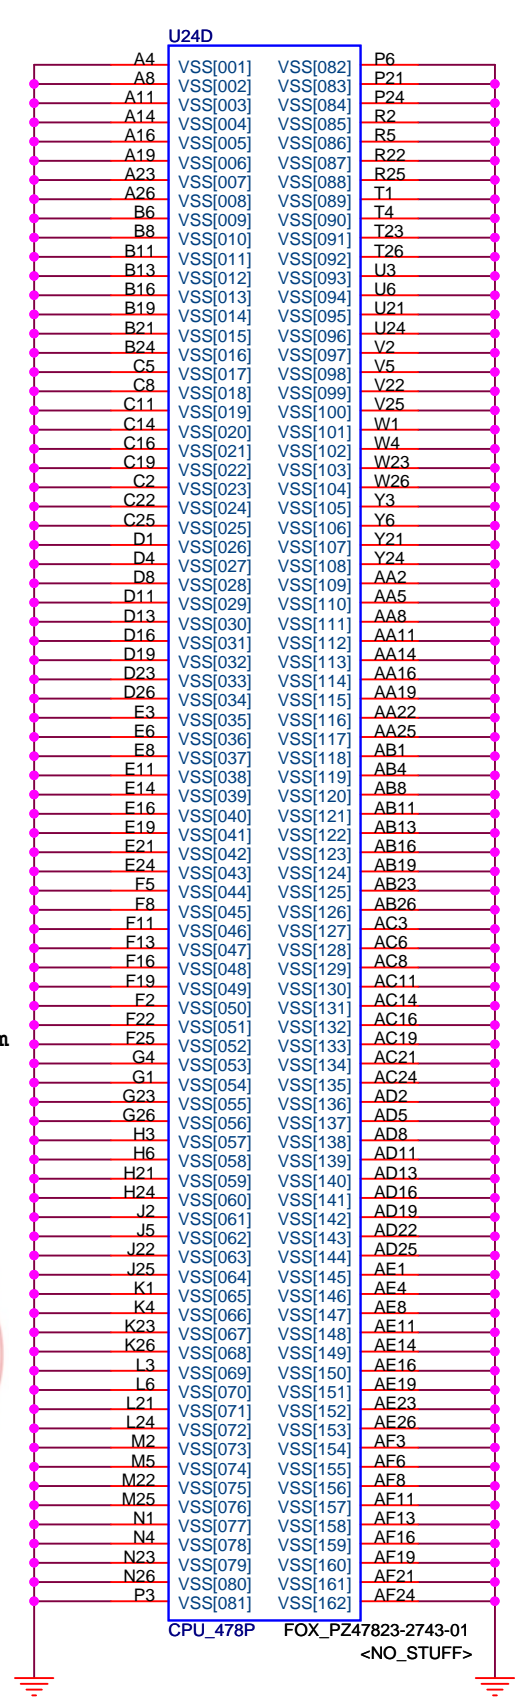 U24D
A4 VSS[001] VSS[082] P6
A8 VSS[002] VSS[083] P21
A11 VSS[003] VSS[084] P24
A14 VSS[004] VSS[085] R2
A16 VSS[005] VSS[086] R5
A19 VSS[006] VSS[087] R22
A23 VSS[007] VSS[088] R25
A26 VSS[008] VSS[089] T1
B6 VSS[009] VSS[090] T4
B8 VSS[010] VSS[091] T23
B11 VSS[011] VSS[092] T26
B13 VSS[012] VSS[093] U3
B16 VSS[013] VSS[094] U6
B19 VSS[014] VSS[095] U21
B21 VSS[015] VSS[096] U24
B24 VSS[016] VSS[097] V2
C5 VSS[017] VSS[098] V5
C8 VSS[018] VSS[099] V22
C11 VSS[019] VSS[100] V25
C14 VSS[020] VSS[101] W1
C16 VSS[021] VSS[102] W4
C19 VSS[022] VSS[103] W23
C2 VSS[023] VSS[104] W26
C22 VSS[024] VSS[105] Y3
C25 VSS[025] VSS[106] Y6
D1 VSS[026] VSS[107] Y21
D4 VSS[027] VSS[108] Y24
D8 VSS[028] VSS[109] AA2
D11 VSS[029] VSS[110] AA5
D13 VSS[030] VSS[111] AA8
D16 VSS[031] VSS[112] AA11
D19 VSS[032] VSS[113] AA14
D23 VSS[033] VSS[114] AA16
D26 VSS[034] VSS[115] AA19
E3 VSS[035] VSS[116] AA22
E6 VSS[036] VSS[117] AA25
E8 VSS[037] VSS[118] AB1
E11 VSS[038] VSS[119] AB4
E14 VSS[039] VSS[120] AB8
E16 VSS[040] VSS[121] AB11
E19 VSS[041] VSS[122] AB13
E21 VSS[042] VSS[123] AB16
E24 VSS[043] VSS[124] AB19
F5 VSS[044] VSS[125] AB23
F8 VSS[045] VSS[126] AB26
F11 VSS[046] VSS[127] AC3
F13 VSS[047] VSS[128] AC6
F16 VSS[048] VSS[129] AC8
F19 VSS[049] VSS[130] AC11
F2 VSS[050] VSS[131] AC14
F22 VSS[051] VSS[132] AC16
F25 VSS[052] VSS[133] AC19
G4 VSS[053] VSS[134] AC21
G1 VSS[054] VSS[135] AC24
G23 VSS[055] VSS[136] AD2
G26 VSS[056] VSS[137] AD5
H3 VSS[057] VSS[138] AD8
H6 VSS[058] VSS[139] AD11
H21 VSS[059] VSS[140] AD13
H24 VSS[060] VSS[141] AD16
J2 VSS[061] VSS[142] AD19
J5 VSS[062] VSS[143] AD22
J22 VSS[063] VSS[144] AD25
J25 VSS[064] VSS[145] AE1
K1 VSS[065] VSS[146] AE4
K4 VSS[066] VSS[147] AE8
K23 VSS[067] VSS[148] AE11
K26 VSS[068] VSS[149] AE14
L3 VSS[069] VSS[150] AE16
L6 VSS[070] VSS[151] AE19
L21 VSS[071] VSS[152] AE23
L24 VSS[072] VSS[153] AE26
M2 VSS[073] VSS[154] AF3
M5 VSS[074] VSS[155] AF6
M22 VSS[075] VSS[156] AF8
M25 VSS[076] VSS[157] AF11
N1 VSS[077] VSS[158] AF13
N4 VSS[078] VSS[159] AF16
N23 VSS[079] VSS[160] AF19
N26 VSS[080] VSS[161] AF21
P3 VSS[081] VSS[162] AF24
CPU_478P FOX_PZ47823-2743-01
<NO_STUFF>